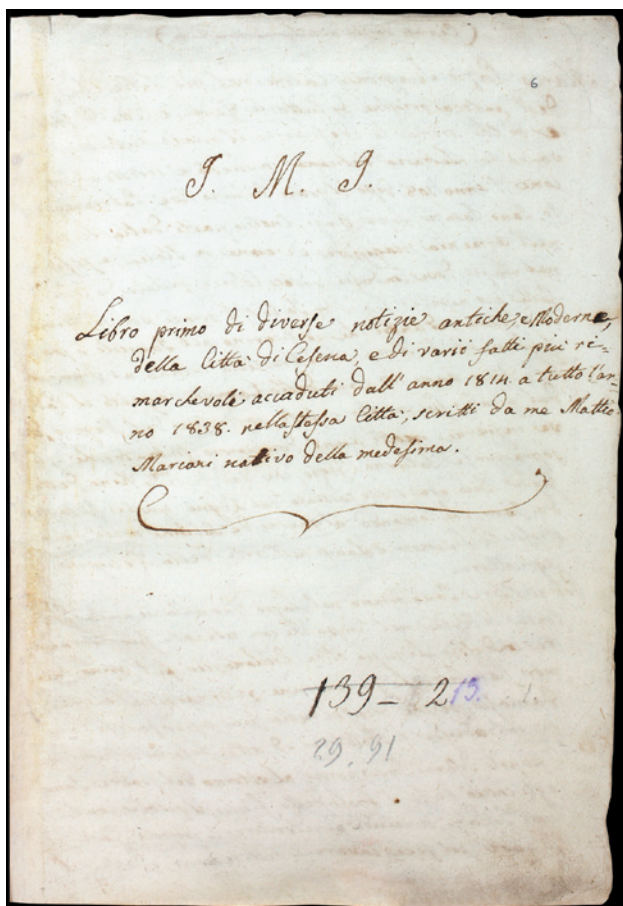 6
J. M. J.
Libro primo di diverse notizie antiche, e Moderne,
della Città di Cesena, e di varii fatti più ri=
marchevoli accaduti dall'anno 1814. a tutto l'an=
no 1838. nella stessa Città, scritti da me Mattio
Mariani nativo della medesima.
139 - 213.
29. 91